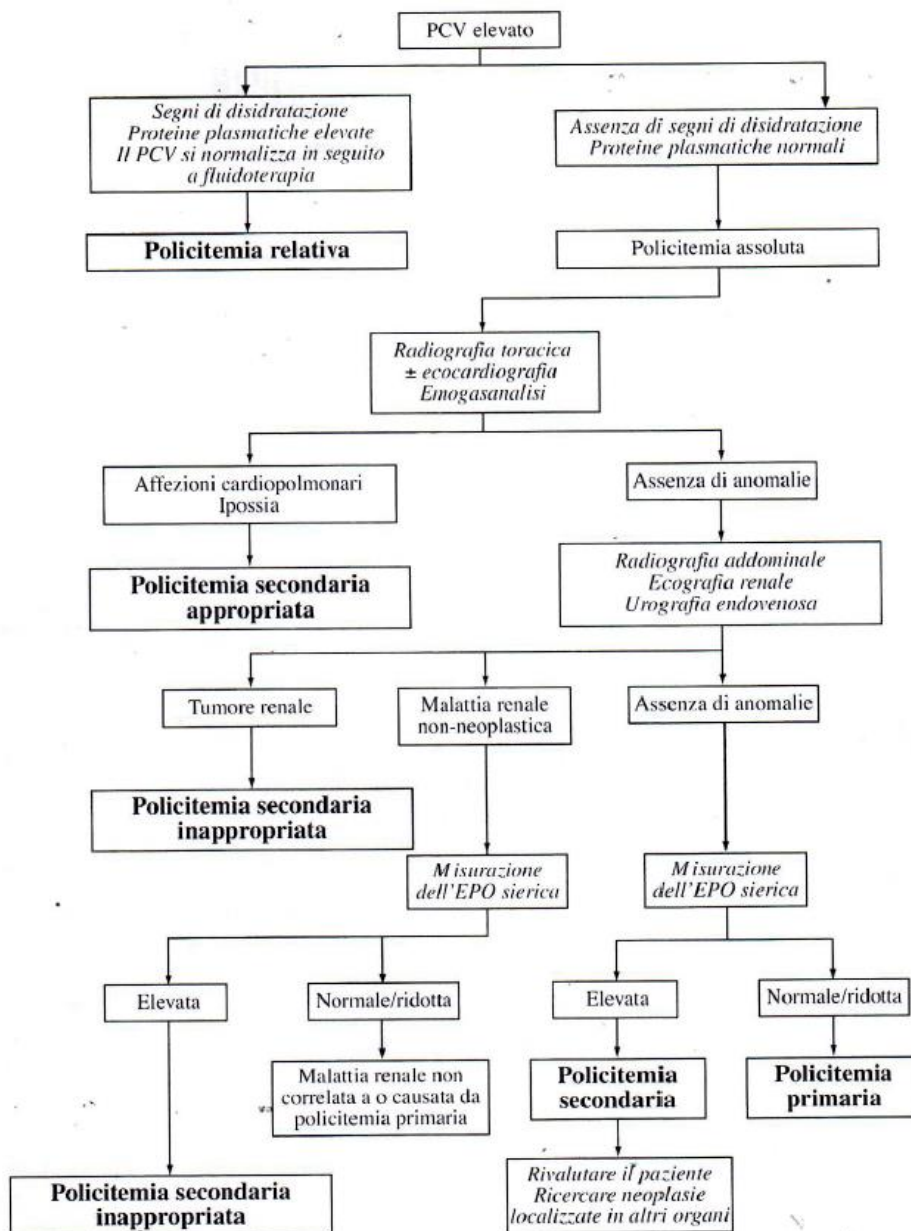 PCV elevato
Segni di disidratazione
Proteine plasmatiche elevate
Il PCV si normalizza in seguito
a fluidoterapia
Assenza di segni di disidratazione
Proteine plasmatiche normali
Policitemia relativa
Policitemia assoluta
Radiografia toracica
± ecocardiografia
Emogasanalisi
Affezioni cardiopolmonari
Ipossia
Assenza di anomalie
Policitemia secondaria
appropriata
Radiografia addominale
Ecografia renale
Urografia endovenosa
Tumore renale
Malattia renale
non-neoplastica
Assenza di anomalie
Policitemia secondaria
inappropriata
Misurazione
dell'EPO sierica
Misurazione
dell'EPO sierica
Elevata
Normale/ridotta
Elevata
Normale/ridotta
Malattia renale non
correlata a o causata da
policitemia primaria
Policitemia
secondaria
Policitemia
primaria
Policitemia secondaria
inappropriata
Rivalutare il paziente
Ricercare neoplasie
localizzate in altri organi